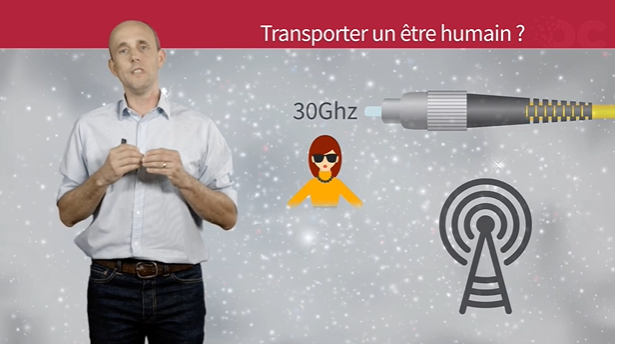 Transporter un être humain ?
30Ghz